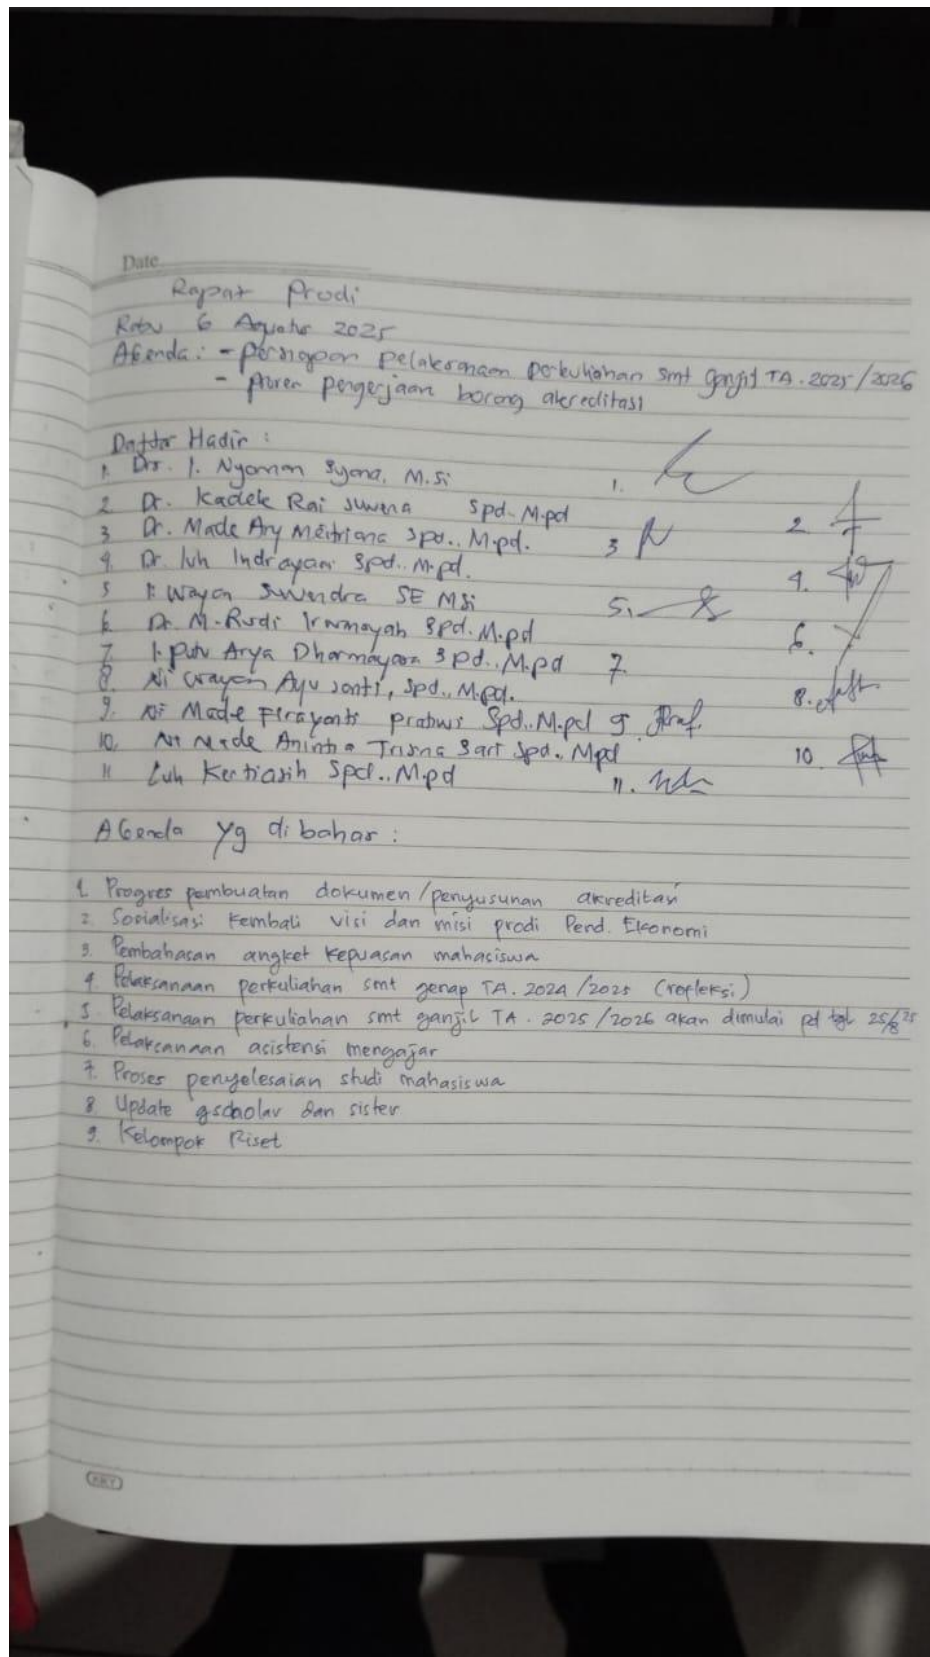 Date
Rapat Prodi
Rabu 6 Agustus 2025
Agenda : - persiapan pelaksanaan perkuliahan smt ganjil TA. 2025/2026
- pengerjaan borang akreditasi
Daftar Hadir :
1. Drs. I. Nyoman Sujana, M.Si
2 Dr. Kadek Rai Suwena Spd. M.pd
3 Dr. Made Ary Meitriana Spd., M.pd.
4. Dr. luh Indrayani Spd., M.pd.
5 I. Wayan Suwendra SE MSi
6 Dr. M. Rudi Irwansyah Spd. M.pd
7 I. Putu Arya Dharmayasa Spd., M.pd
8. Ni Wayan Ayu Santi, Spd., M.pd.
9. Ni Made Pratiwi Spd., M.pd
10. Ni Made Trisna Sari Spd., Mpd
11 Luh Kertiasih Spd., M.pd
1.
2
3
4.
5.
6.
7.
8.
9.
10.
11.
AGenda yg dibahas :
1. Progres pembuatan dokumen/penyusunan akreditasi
2. Sosialisasi kembali visi dan misi prodi Pend. Ekonomi
3. Pembahasan angket kepuasan mahasiswa
4 Pelaksanaan perkuliahan smt genap TA. 2024/2025 (refleksi)
5 Pelaksanaan perkuliahan smt ganjil TA. 2025/2026 akan dimulai pd tgl 25/8 25
6. Pelaksanaan asistensi mengajar
7. Proses penyelesaian studi mahasiswa
8 Update gscholar dan sister
9. Kelompok Riset